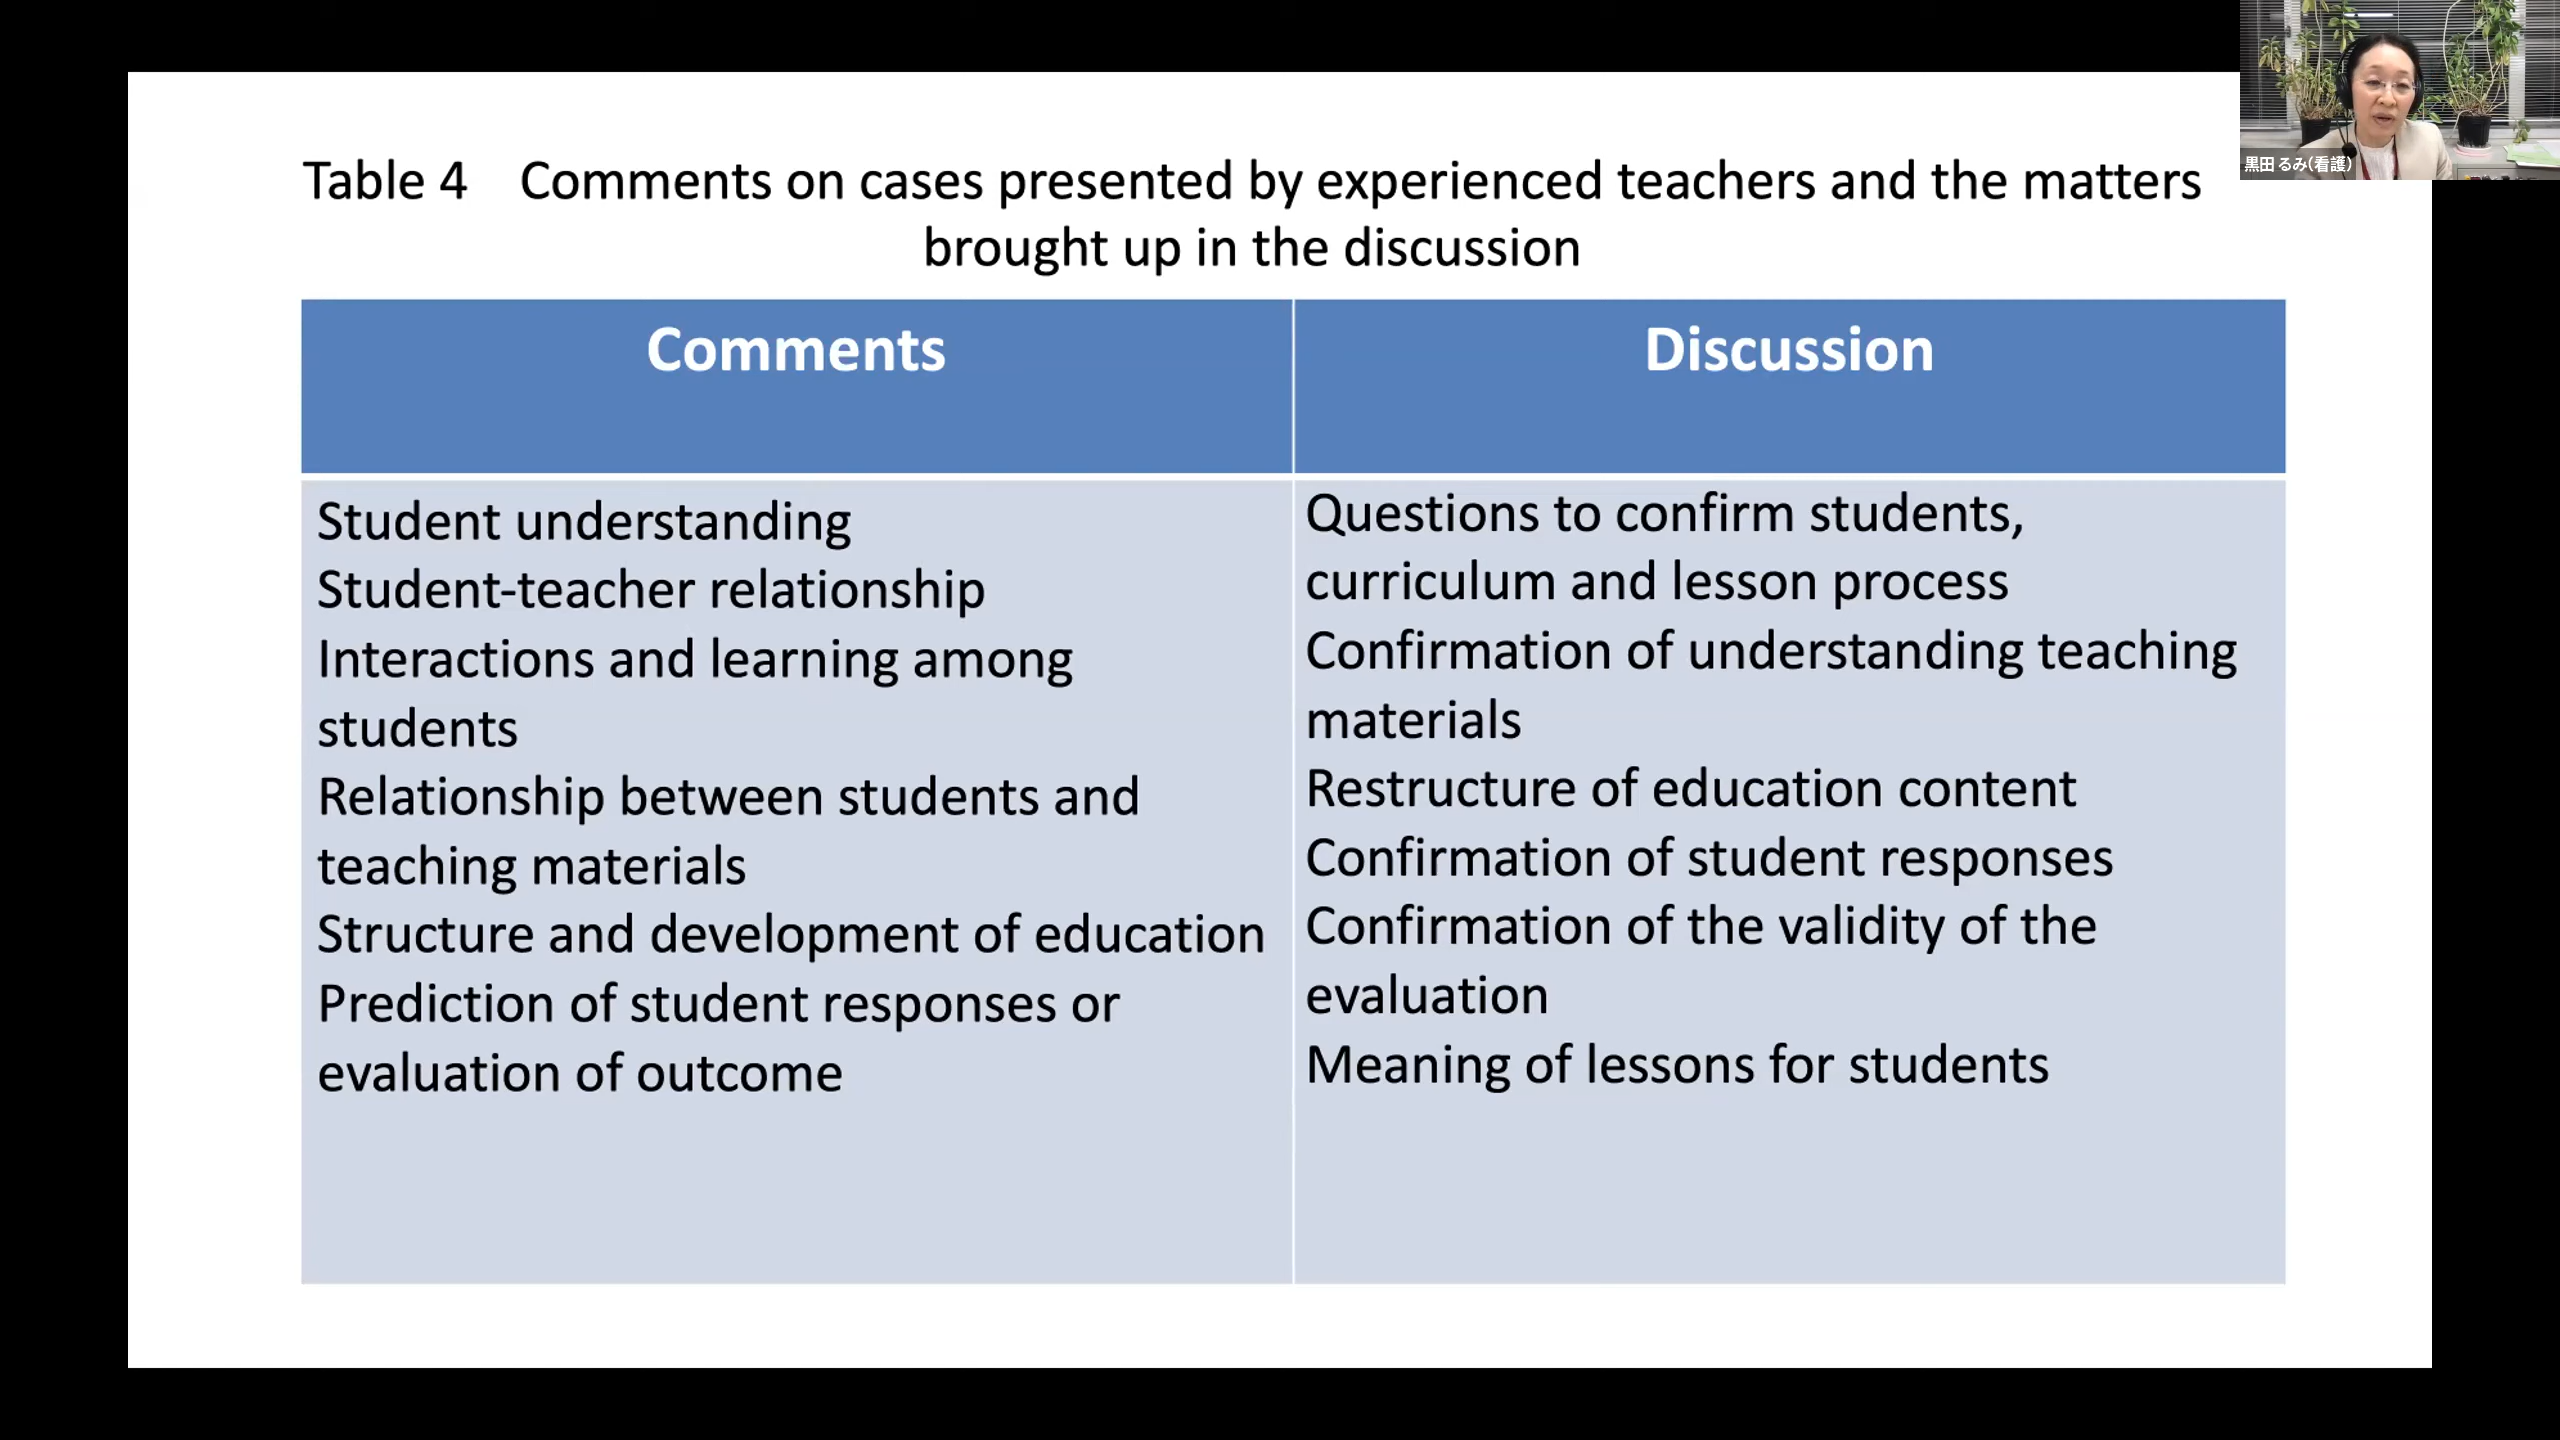 黒田 るみ(看護)
Table 4 Comments on cases presented by experienced teachers and the matters
brought up in the discussion
Comments
Discussion
Student understanding
Student-teacher relationship
Interactions and learning among
students
Relationship between students and
teaching materials
Structure and development of education
Prediction of student responses or
evaluation of outcome
Questions to confirm students,
curriculum and lesson process
Confirmation of understanding teaching
materials
Restructure of education content
Confirmation of student responses
Confirmation of the validity of the
evaluation
Meaning of lessons for students